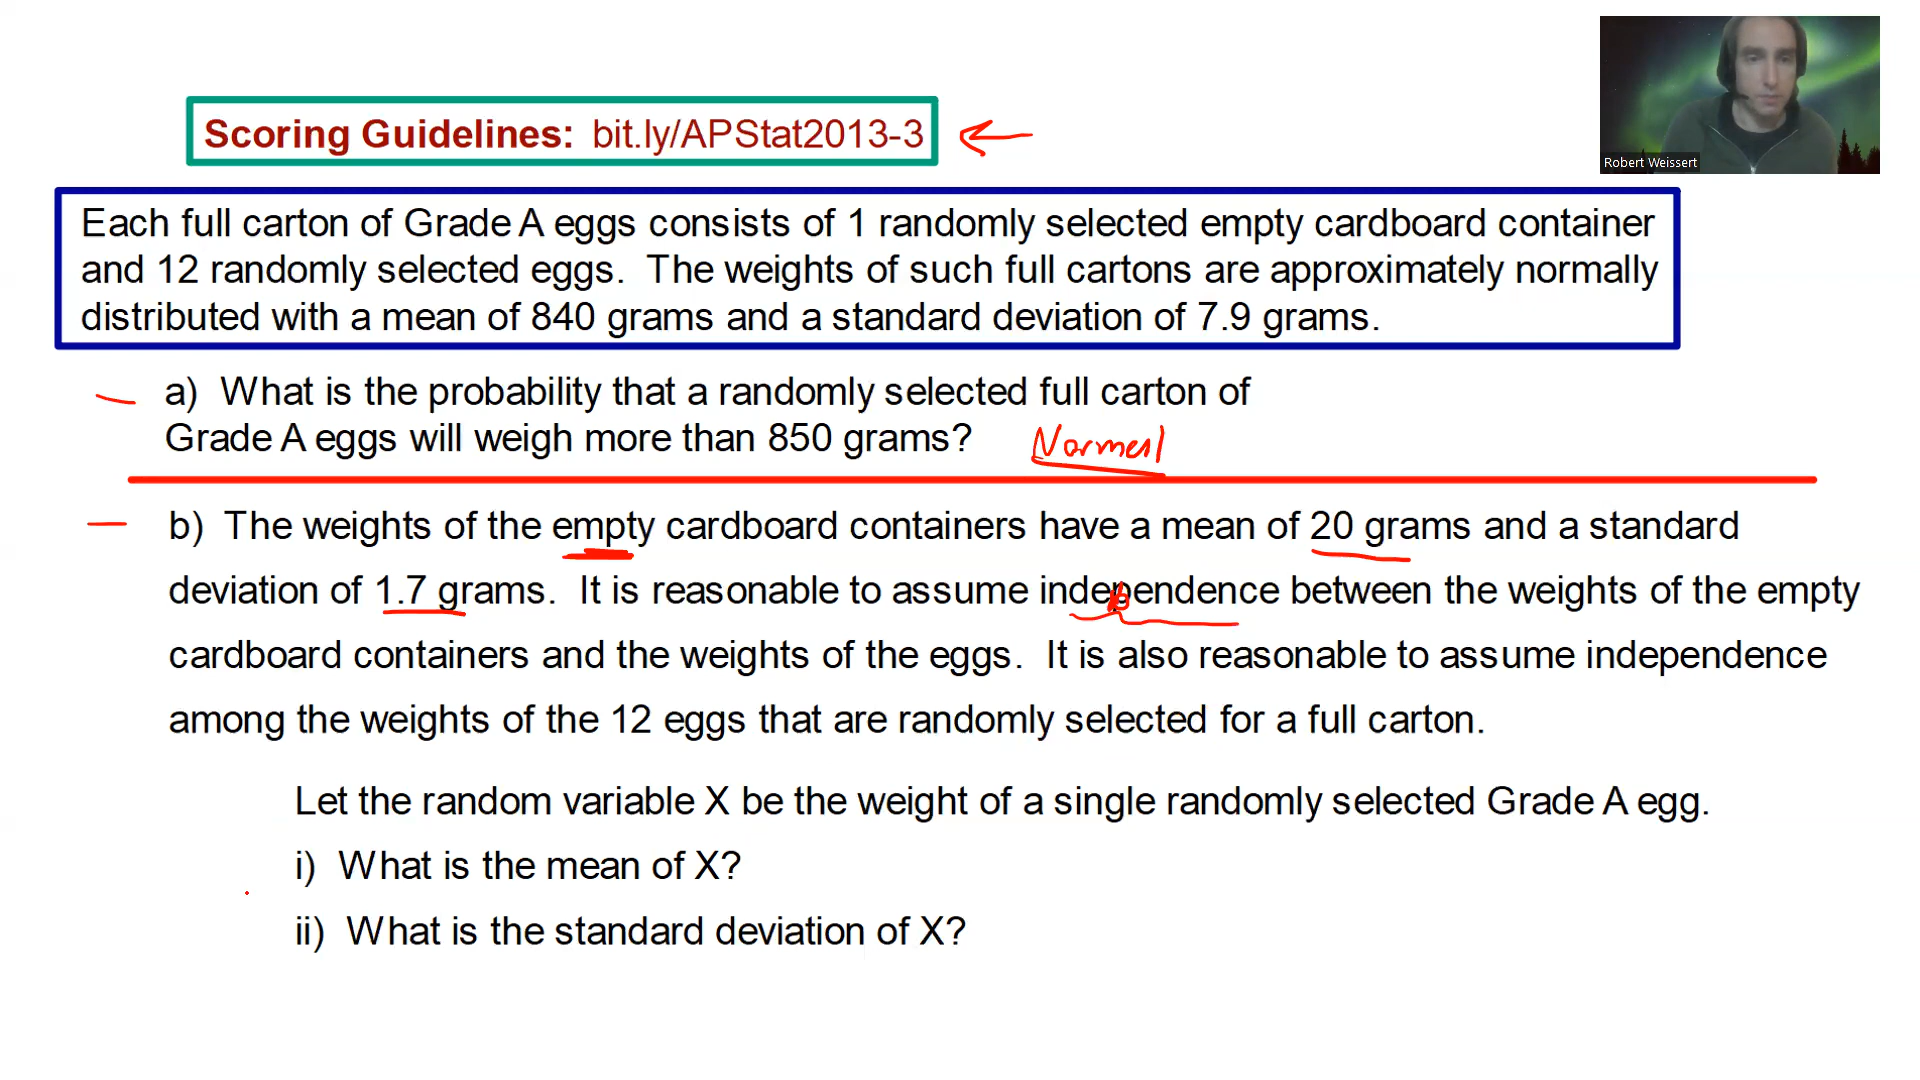 Robert Weissert
Scoring Guidelines: bit.ly/APStat2013-3
Each full carton of Grade A eggs consists of 1 randomly selected empty cardboard container
and 12 randomly selected eggs. The weights of such full cartons are approximately normally
distributed with a mean of 840 grams and a standard deviation of 7.9 grams.
a) What is the probability that a randomly selected full carton of
Grade A eggs will weigh more than 850 grams?
Normal
b) The weights of the empty cardboard containers have a mean of 20 grams and a standard
deviation of 1.7 grams. It is reasonable to assume independence between the weights of the empty
cardboard containers and the weights of the eggs. It is also reasonable to assume independence
among the weights of the 12 eggs that are randomly selected for a full carton.
Let the random variable X be the weight of a single randomly selected Grade A egg.
i) What is the mean of X?
ii) What is the standard deviation of X?